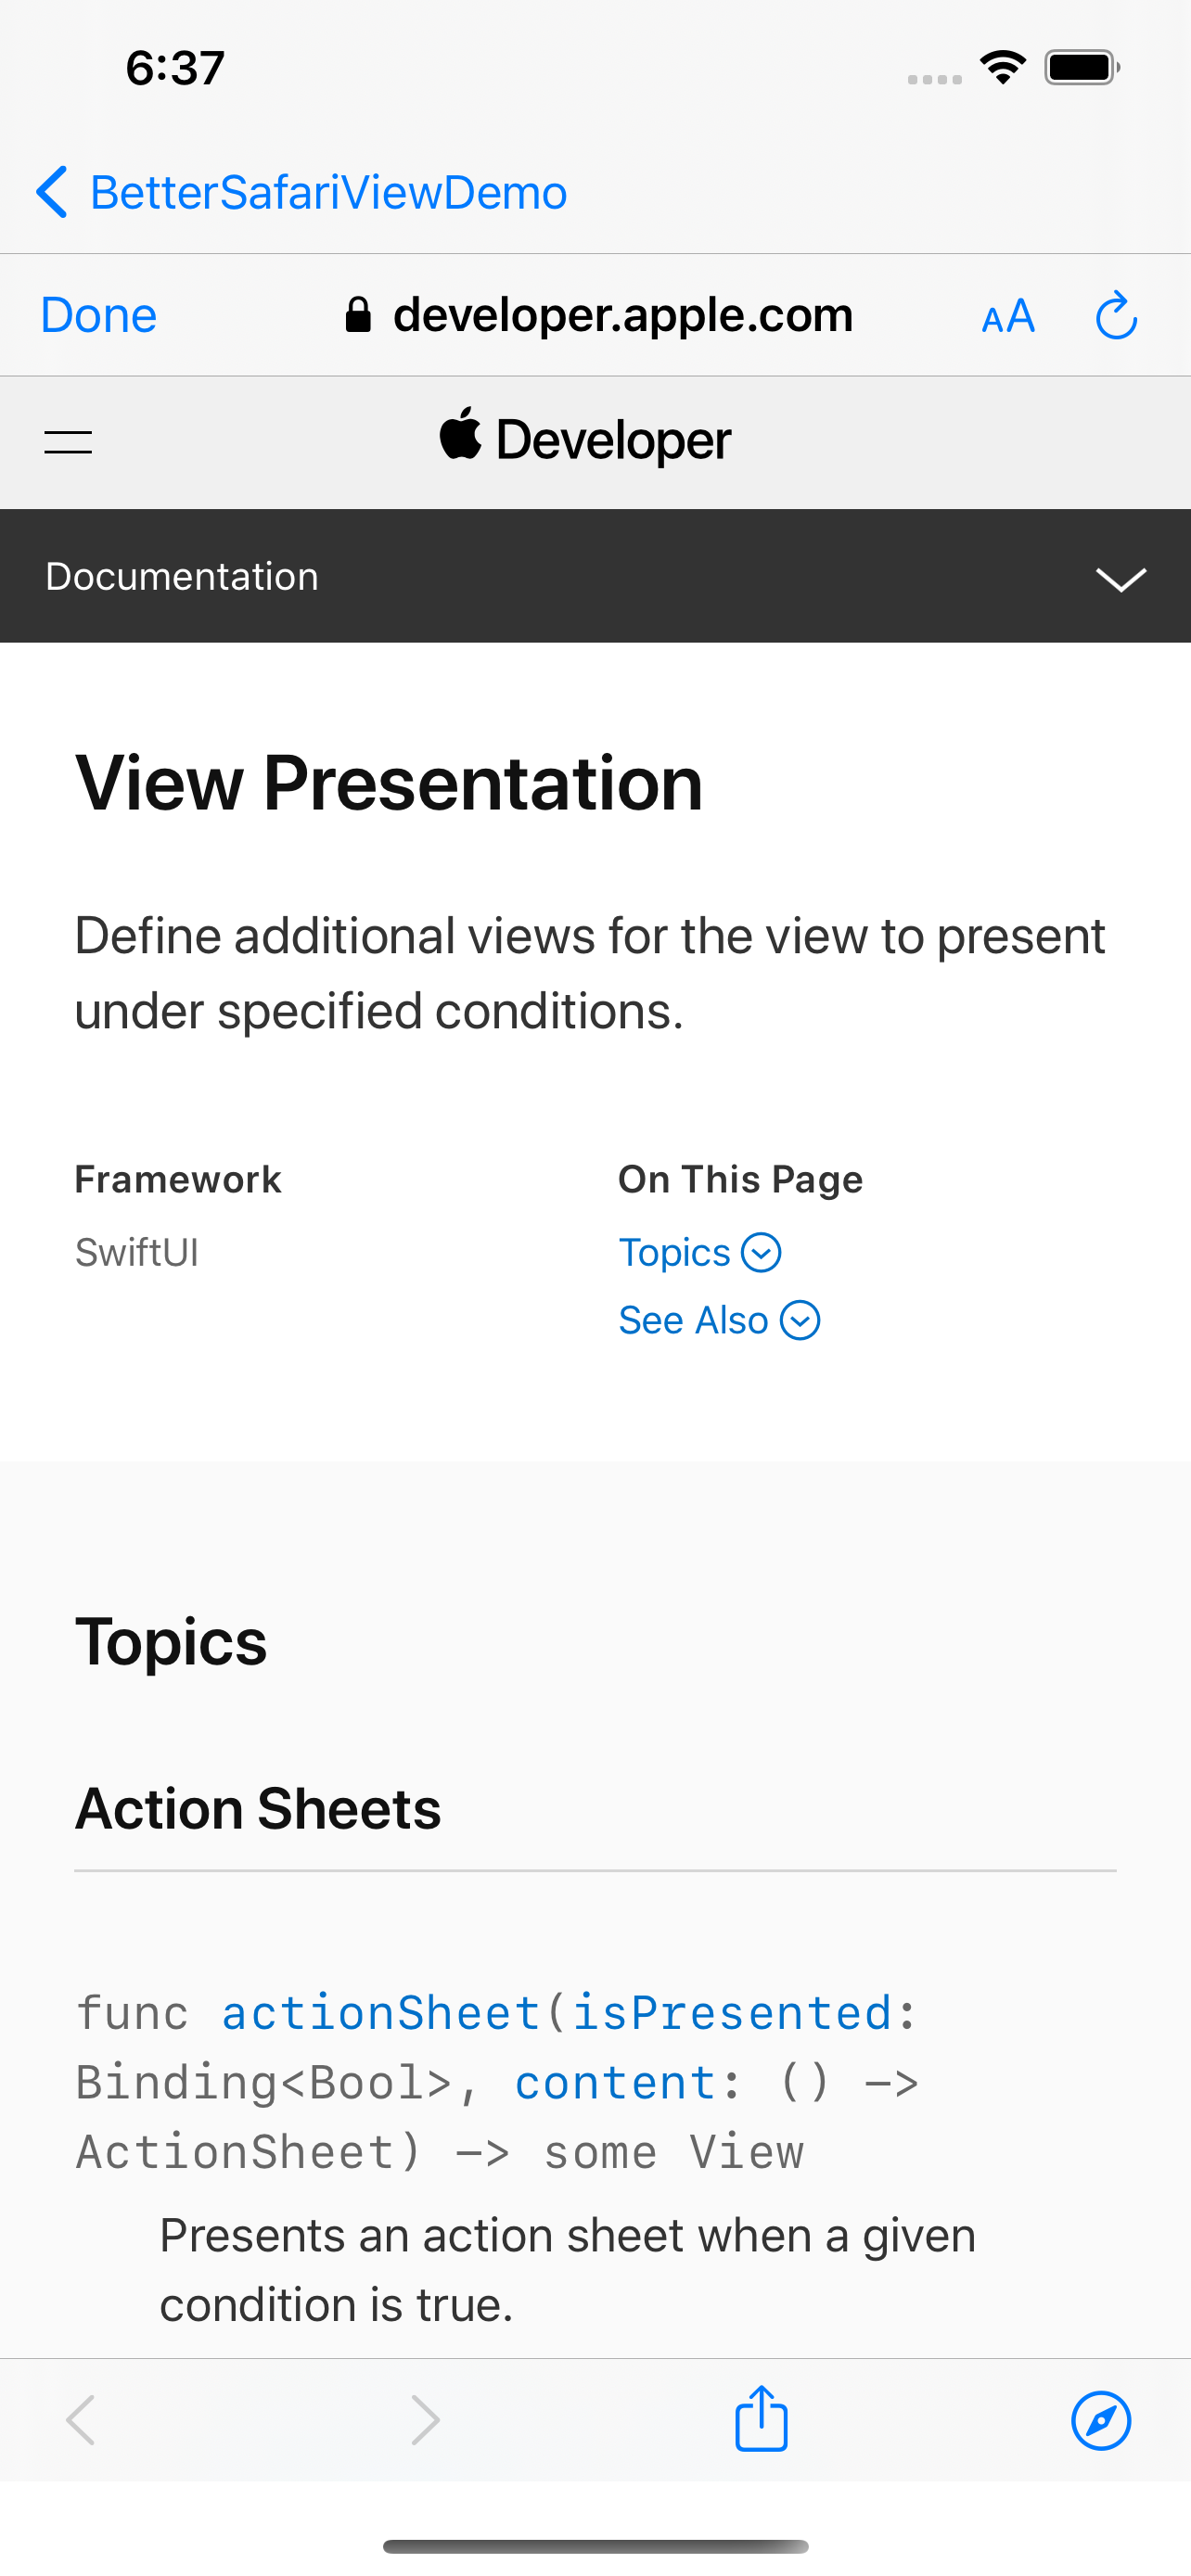 6:37
BetterSafariViewDemo
Done
developer.apple.com
AA
Developer
Documentation
View Presentation
Define additional views for the view to present
under specified conditions.
Framework
SwiftUI
On This Page
Topics
See Also
Topics
Action Sheets
func actionSheet(isPresented:
Binding<Bool>, content: () ->
ActionSheet) -> some View
Presents an action sheet when a given
condition is true.